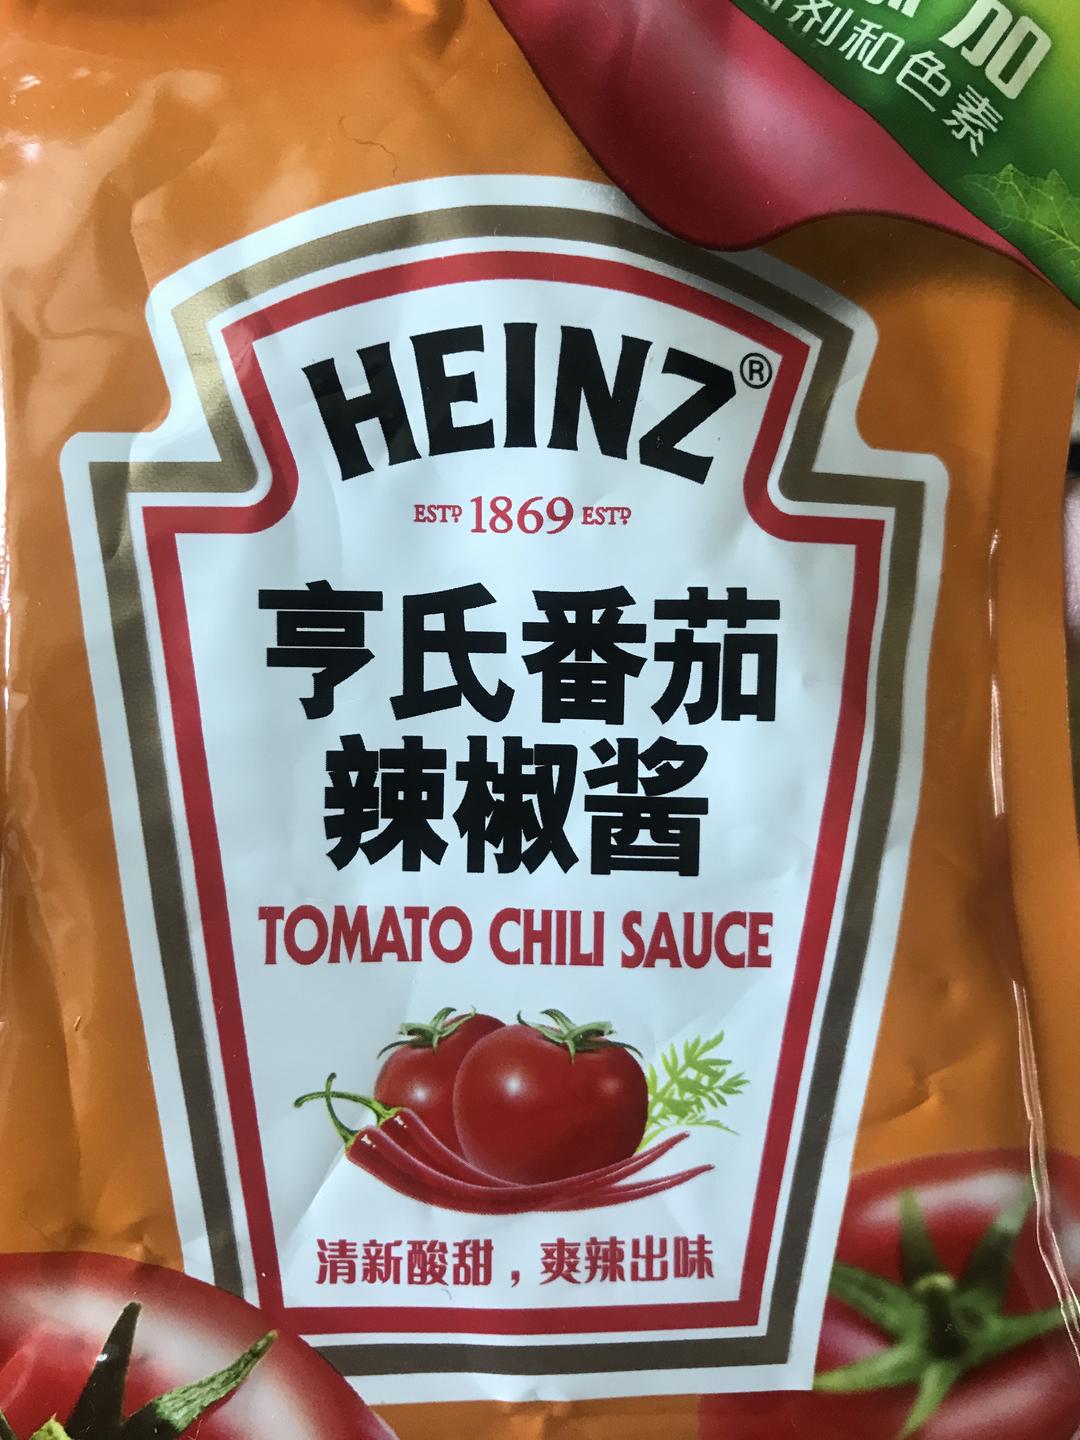 加
剂和色素
HEINZ®
ESTD 1869 ESTD
亨氏番茄
辣椒酱
TOMATO CHILI SAUCE
清新酸甜，爽辣出味